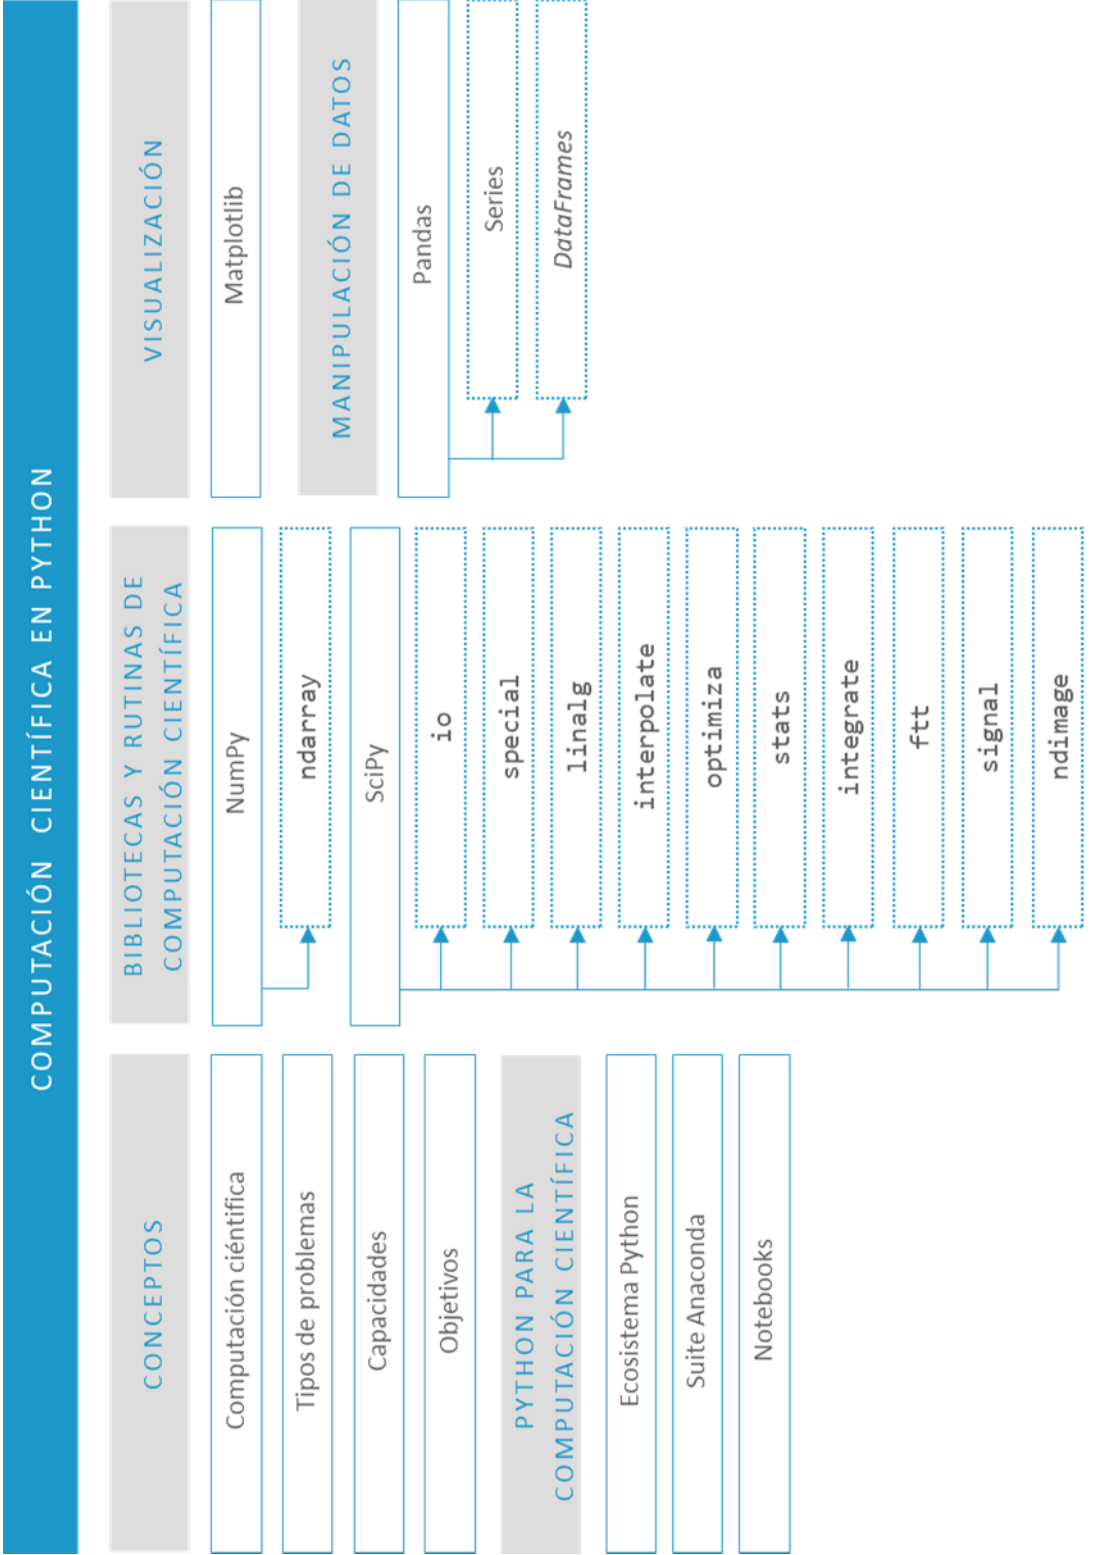 COMPUTACIÓN CIENTÍFICA EN PYTHON
CONCEPTOS
Computación ciéntifica
Tipos de problemas
Capacidades
Objetivos
PYTHON PARA LA
COMPUTACIÓN CIENTÍFICA
Ecosistema Python
Suite Anaconda
Notebooks
BIBLIOTECAS Y RUTINAS DE
COMPUTACIÓN CIENTÍFICA
NumPy
ndarray
SciPy
io
special
linalg
interpolate
optimiza
stats
integrate
ftt
signal
ndimage
VISUALIZACIÓN
Matplotlib
MANIPULACIÓN DE DATOS
Pandas
Series
DataFrames